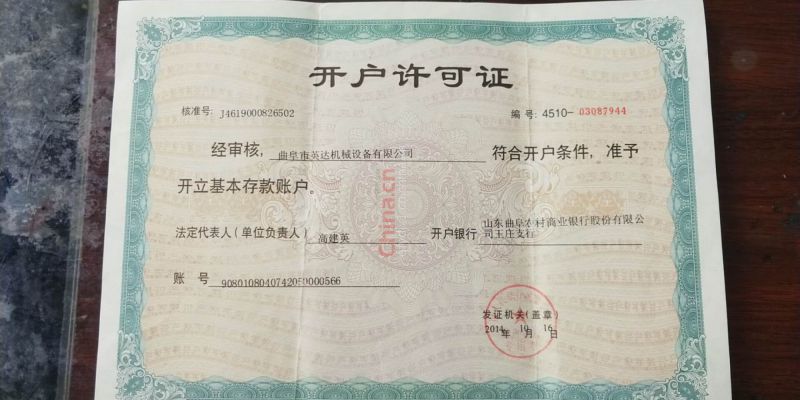 开户许可证
核准号: J4619000826502
编号: 4510-03087944
经审核, 曲阜市英达机械设备有限公司 符合开户条件, 准予
开立基本存款账户。
法定代表人(单位负责人) 高建英 开户银行 山东曲阜农村商业银行股份有限公
司王庄支行
账 号 9080108040742050000566
发证机关(盖章)
2014 10 16
年 月 日
China.cn